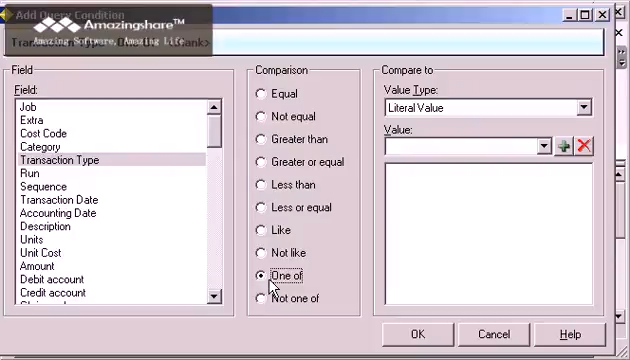 Add Query Condition
Amazingshare™
Amazing Software, Amazing Life
Transaction Type
Field
Field:
Job
Extra
Cost Code
Category
Transaction Type
Run
Sequence
Transaction Date
Accounting Date
Description
Units
Unit Cost
Amount
Debit account
Credit account
Comparison
Equal
Not equal
Greater than
Greater or equal
Less than
Less or equal
Like
Not like
One of
Not one of
Compare to
Value Type:
Literal Value
Value:
OK
Cancel
Help